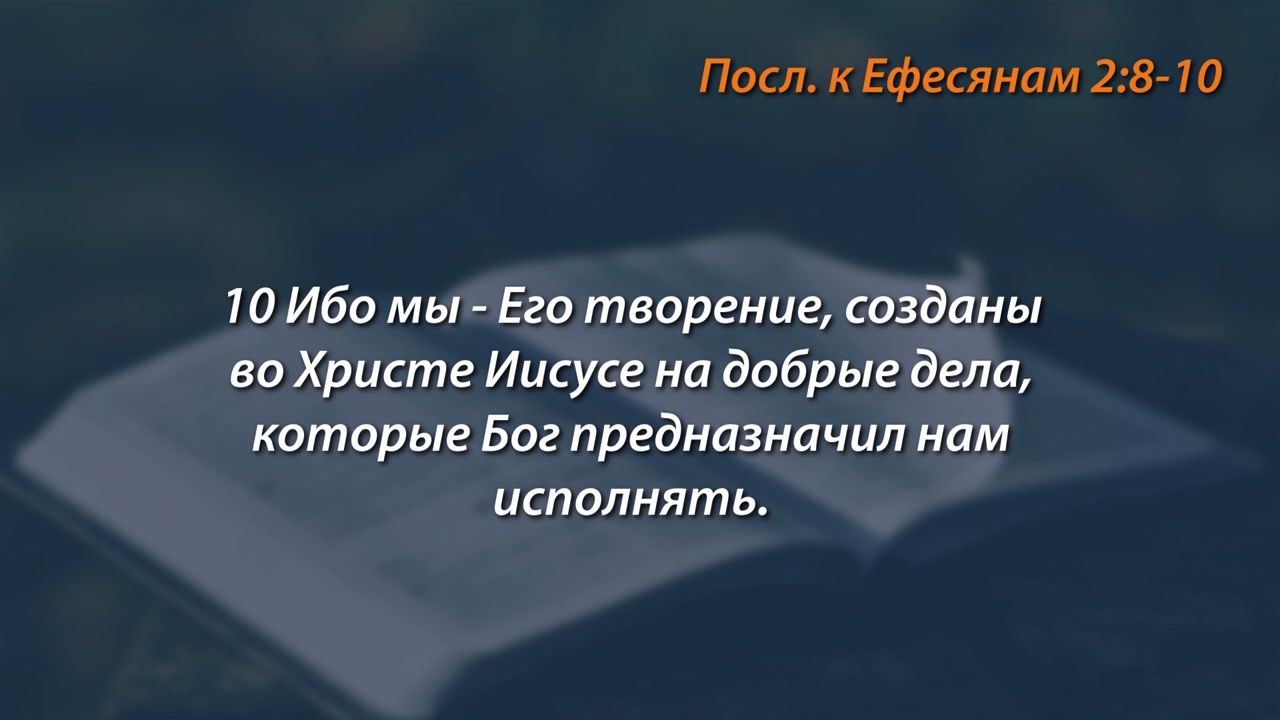 Посл. к Ефесянам 2:8-10
10 Ибо мы - Его творение, созданы
во Христе Иисусе на добрые дела,
которые Бог предназначил нам
исполнять.